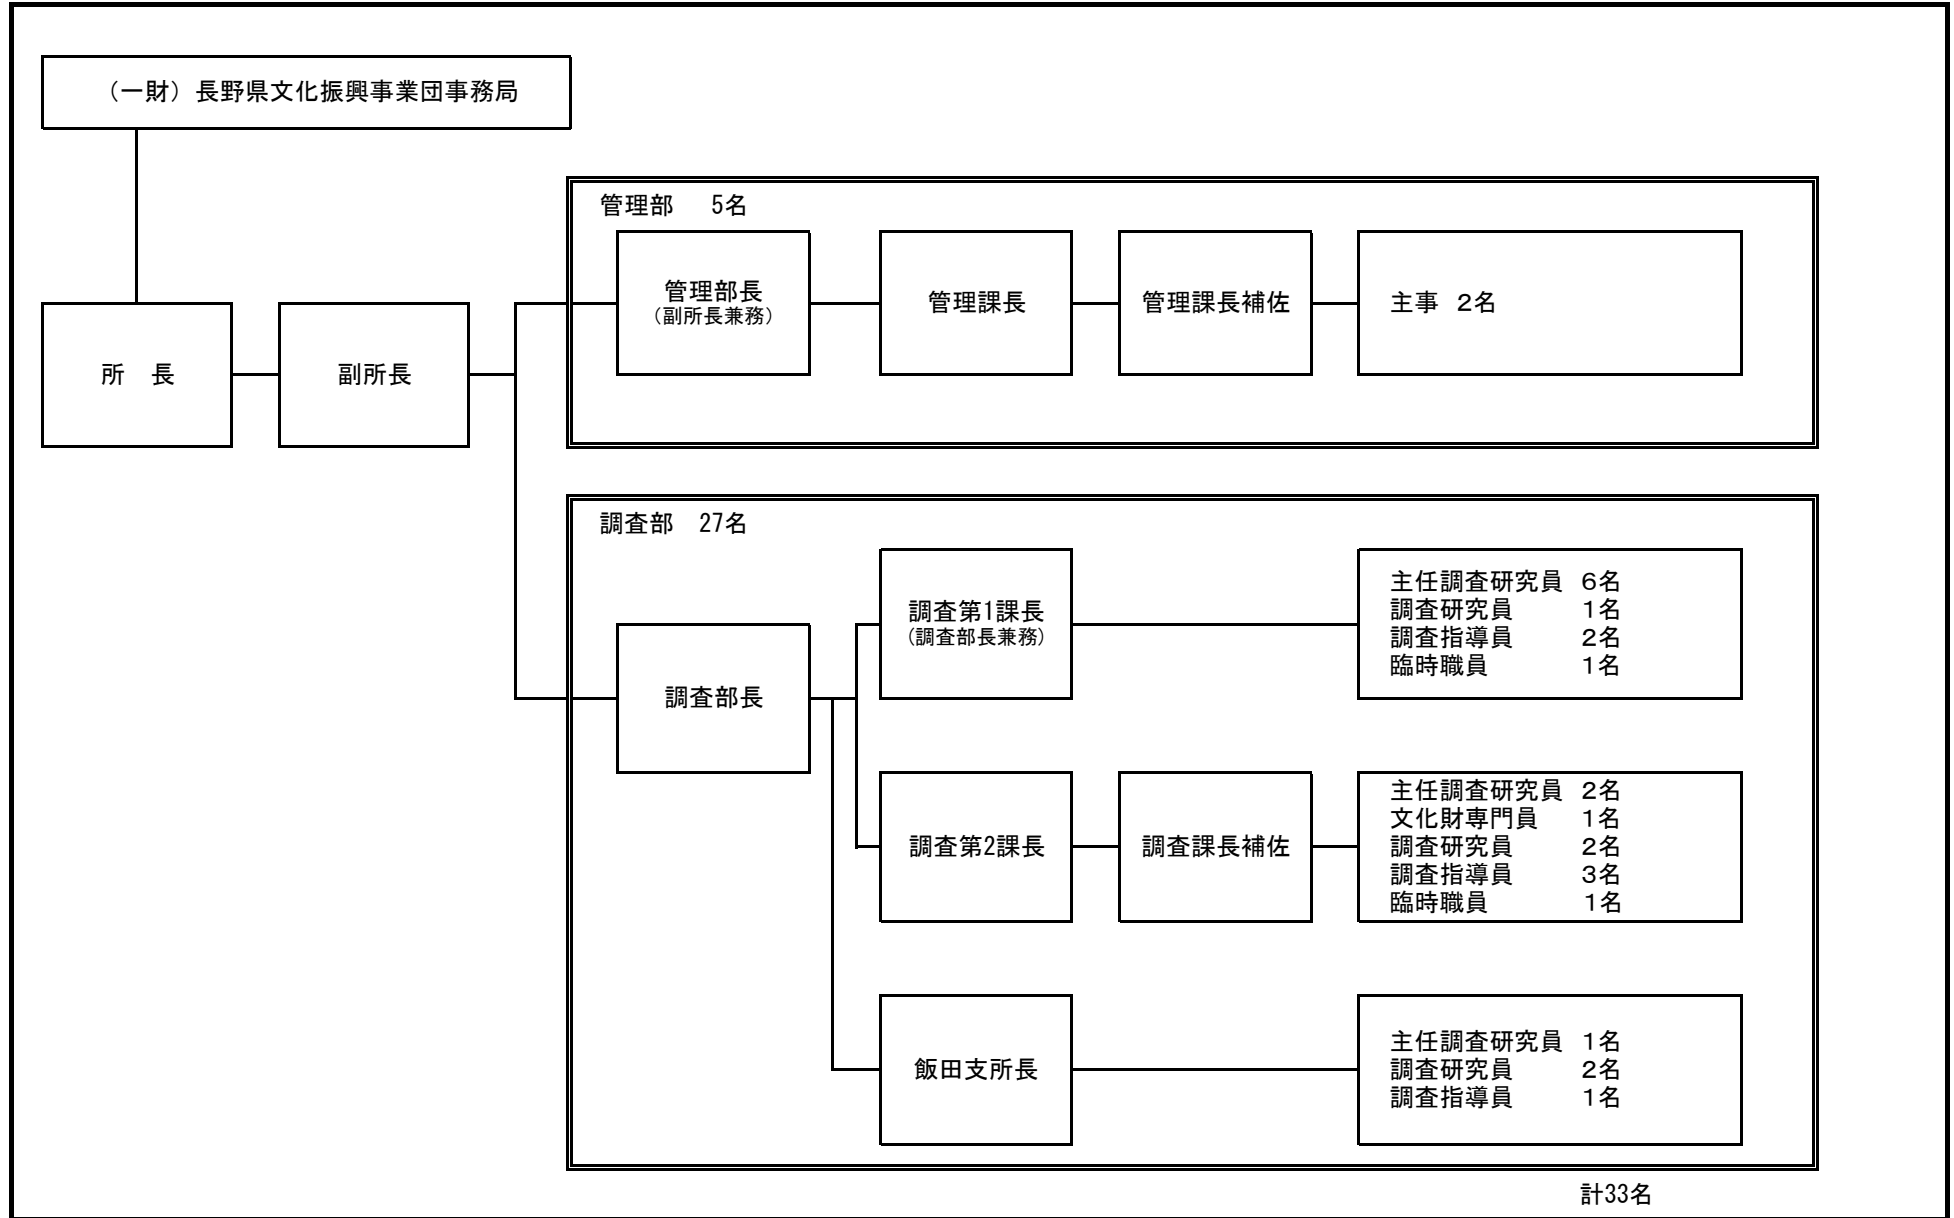 （一財）長野県文化振興事業団事務局
所　長
副所長
管理部　5名
管理部長
（副所長兼務）
管理課長
管理課長補佐
主事　２名
調査部　27名
調査部長
調査第1課長
（調査部長兼務）
主任調査研究員　６名
調査研究員　１名
調査指導員　２名
臨時職員　１名
調査第2課長
調査課長補佐
主任調査研究員　２名
文化財専門員　１名
調査研究員　２名
調査指導員　３名
臨時職員　１名
飯田支所長
主任調査研究員　１名
調査研究員　２名
調査指導員　１名
計33名